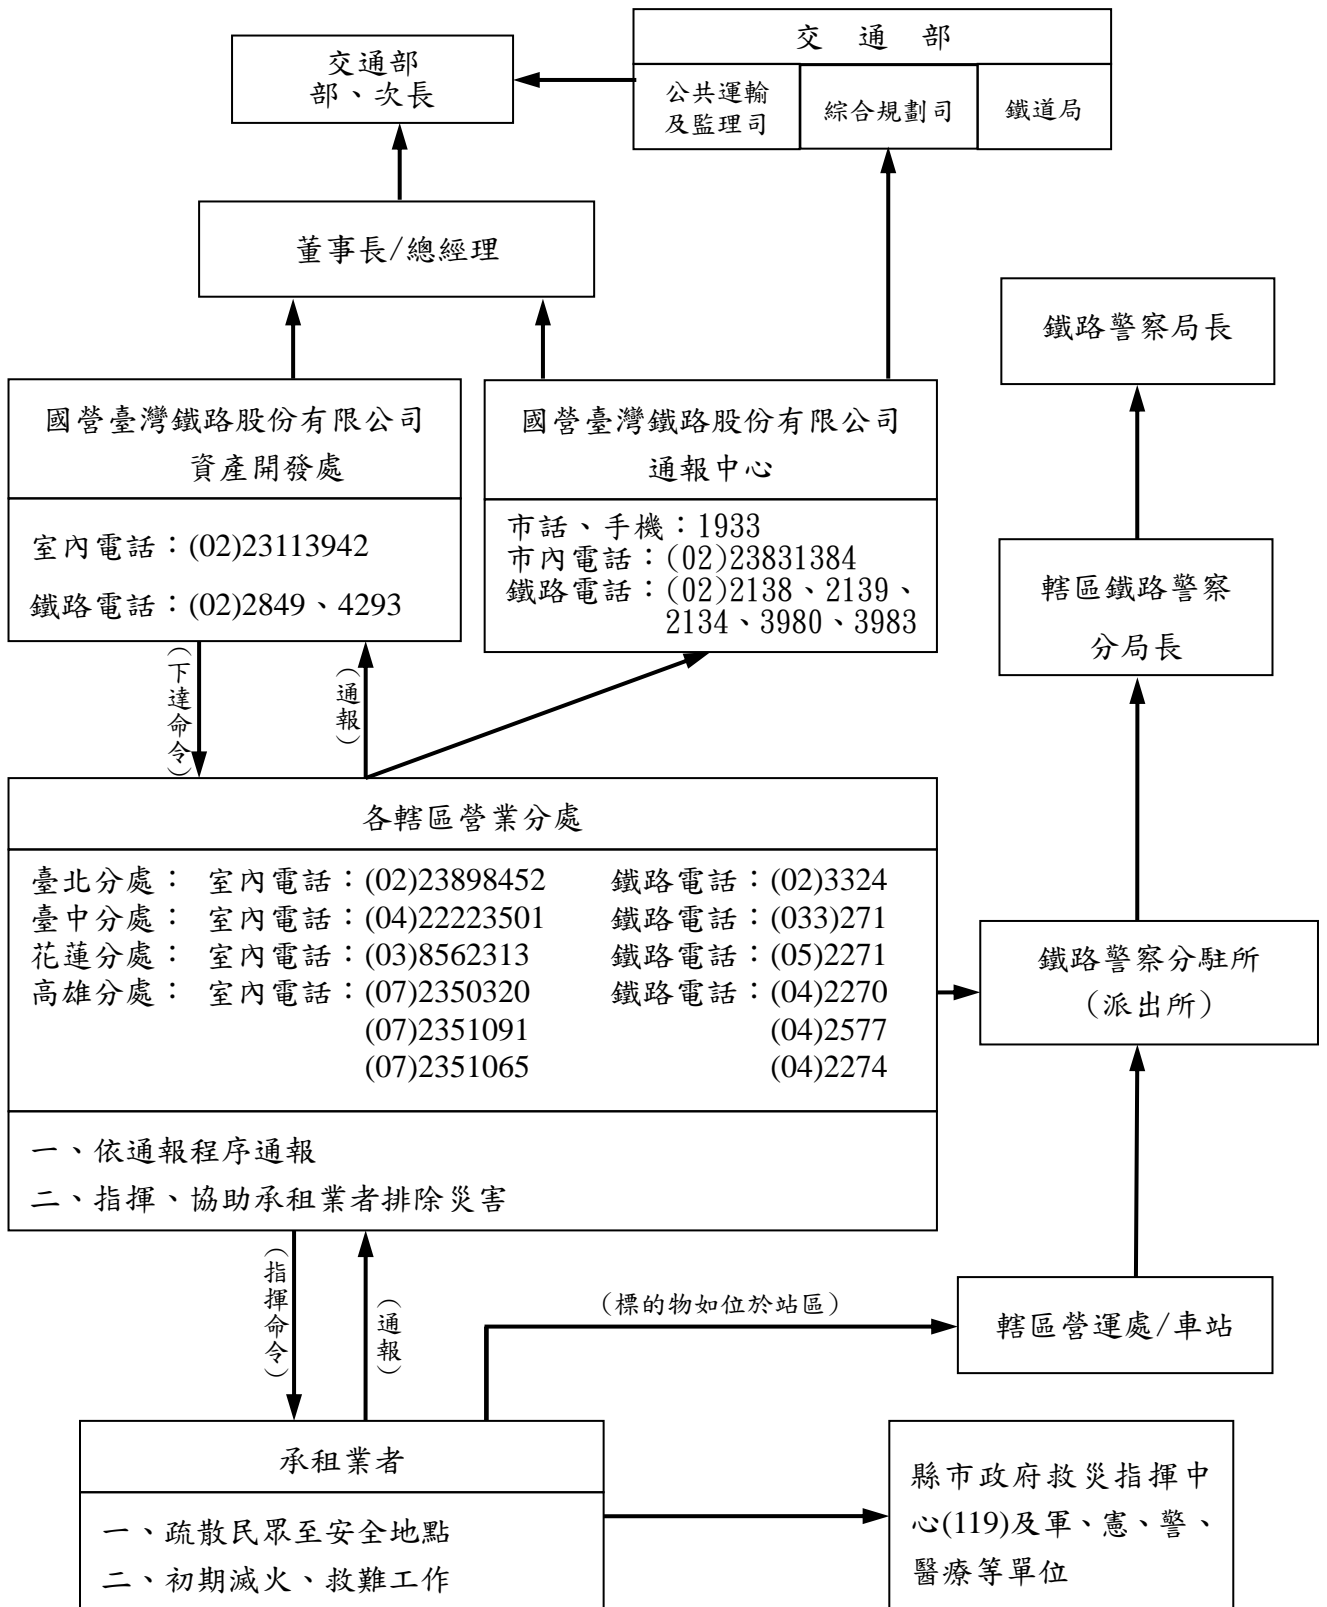 交通部
部、次長
交通部
公共運輸
及監理司
綜合規劃司
鐵道局
董事長/總經理
鐵路警察局長
國營臺灣鐵路股份有限公司
資產開發處
室內電話：(02)23113942
鐵路電話：(02)2849、4293
國營臺灣鐵路股份有限公司
通報中心
市話、手機：1933
市內電話：(02)23831384
鐵路電話：(02)2138、2139、
2134、3980、3983
轄區鐵路警察
分局長
(下達命令)
(通報)
各轄區營業分處
臺北分處： 室內電話：(02)23898452 鐵路電話：(02)3324
臺中分處： 室內電話：(04)22223501 鐵路電話：(033)271
花蓮分處： 室內電話：(03)8562313 鐵路電話：(05)2271
高雄分處： 室內電話：(07)2350320 鐵路電話：(04)2270
(07)2351091 (04)2577
(07)2351065 (04)2274
一、依通報程序通報
二、指揮、協助承租業者排除災害
鐵路警察分駐所
（派出所）
(指揮命令)
(通報)
（標的物如位於站區）
轄區營運處/車站
承租業者
一、疏散民眾至安全地點
二、初期滅火、救難工作
縣市政府救災指揮中
心(119)及軍、憲、警、
醫療等單位